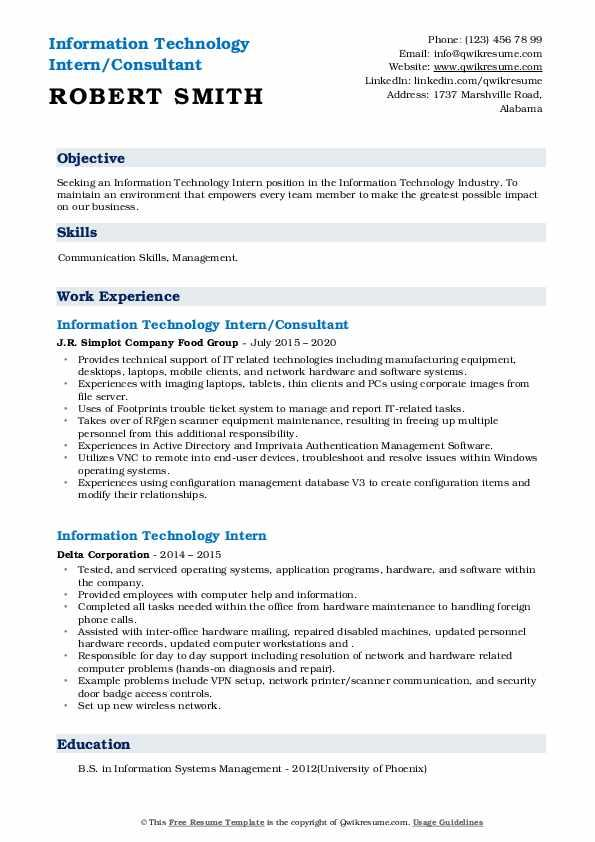 Information Technology
Intern/Consultant
ROBERT SMITH
Phone: (123) 456 78 99
Email: info@qwikresume.com
Website: www.qwikresume.com
LinkedIn: linkedin.com/qwikresume
Address: 1737 Marshville Road,
Alabama
Objective
Seeking an Information Technology Intern position in the Information Technology Industry. To
maintain an environment that empowers every team member to make the greatest possible impact
on our business.
Skills
Communication Skills, Management.
Work Experience
Information Technology Intern/Consultant
J.R. Simplot Company Food Group - July 2015 – 2020
• Provides technical support of IT related technologies including manufacturing equipment,
desktops, laptops, mobile clients, and network hardware and software systems.
• Experiences with imaging laptops, tablets, thin clients and PCs using corporate images from
file server.
• Uses of Footprints trouble ticket system to manage and report IT-related tasks.
• Takes over of RFgen scanner equipment maintenance, resulting in freeing up multiple
personnel from this additional responsibility.
• Experiences in Active Directory and Imprivata Authentication Management Software.
• Utilizes VNC to remote into end-user devices, troubleshoot and resolve issues within Windows
operating systems.
• Experiences using configuration management database V3 to create configuration items and
modify their relationships.
Information Technology Intern
Delta Corporation - 2014 – 2015
• Tested, and serviced operating systems, application programs, hardware, and software within
the company.
• Provided employees with computer help and information.
• Completed all tasks needed within the office from hardware maintenance to handling foreign
phone calls.
• Assisted with inter-office hardware mailing, repaired disabled machines, updated personnel
hardware records, updated computer workstations and .
• Responsible for day to day support including resolution of network and hardware related
computer problems (hands-on diagnosis and repair).
• Example problems include VPN setup, network printer/scanner communication, and security
door badge access controls.
• Set up new wireless network.
Education
B.S. in Information Systems Management - 2012(University of Phoenix)
© This Free Resume Template is the copyright of Qwikresume.com. Usage Guidelines